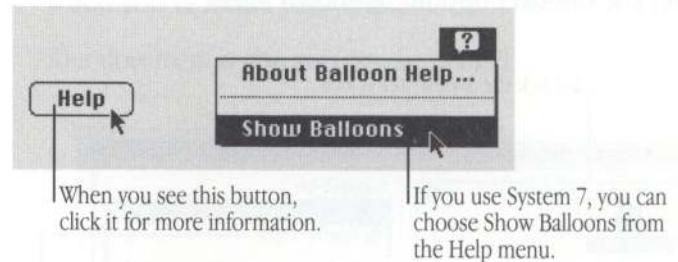 ?
About Balloon Help...
Help
Show Balloons
When you see this button,
click it for more information.
If you use System 7, you can
choose Show Balloons from
the Help menu.